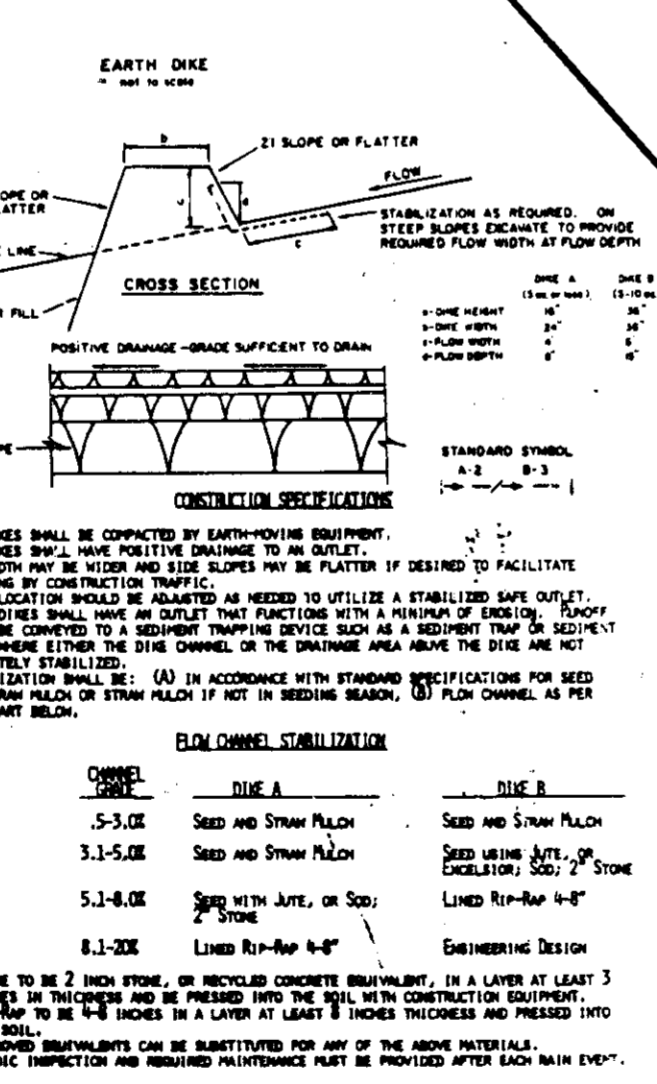 EARTH DIKE
not to scale
b
2:1 SLOPE OR FLATTER
FLOW
SLOPE OR
FLATTER
STABILIZATION AS REQUIRED. ON
STEEP SLOPES EXCAVATE TO PROVIDE
REQUIRED FLOW WIDTH AT FLOW DEPTH
d
c
LINE
CROSS SECTION
FILL
DIKE A
DIKE B
(5 ac. or less)
(5-10 ac.
a-DIKE HEIGHT 18" 36"
b-DIKE WIDTH 24" 36"
c-FLOW WIDTH 4' 6'
d-FLOW DEPTH 8" 15"
POSITIVE DRAINAGE-GRADE SUFFICENT TO DRAIN
STANDARD SYMBOL
A-2 B-3
CONSTRUCTION SPECIFICATIONS
KES SHALL BE COMPACTED BY EARTH-MOVING EQUIPMENT.
KES SHALL HAVE POSITIVE DRAINAGE TO AN OUTLET.
DTH MAY BE WIDER AND SIDE SLOPES MAY BE FLATTER IF DESIRED TO FACILITATE
NG BY CONSTRUCTION TRAFFIC.
LOCATION SHOULD BE ADJUSTED AS NEEDED TO UTILIZE A STABILIZED SAFE OUTLET.
DIKES SHALL HAVE AN OUTLET THAT FUNCTIONS WITH A MINIMUM OF EROSION. RUNOFF
BE CONVEYED TO A SEDIMENT TRAPPING DEVICE SUCH AS A SEDIMENT TRAP OR SEDIMENT
WHERE EITHER THE DIKE CHANNEL OR THE DRAINAGE AREA ABOVE THE DIKE ARE NOT
TELY STABILIZED.
IZATION SHALL BE: (A) IN ACCORDANCE WITH STANDARD SPECIFICATIONS FOR SEED
RAW MULCH OR STRAW MULCH IF NOT IN SEEDING SEASON, (B) FLOW CHANNEL AS PER
ART BELOW.
FLOW CHANNEL STABILIZATION
CHANNEL
GRADE DIKE A DIKE B
.5-3.0% SEED AND STRAW MULCH SEED AND STRAW MULCH
3.1-5.0% SEED AND STRAW MULCH SEED USING JUTE, OR
EXCELSIOR; SOD; 2" STONE
5.1-8.0% SEED WITH JUTE, OR SOD; LINED RIP-RAP 4-8"
2" STONE
8.1-20% LINED RIP-RAP 4-8" ENGINEERING DESIGN
E TO BE 2 INCH STONE, OR RECYCLED CONCRETE EQUIVALENT, IN A LAYER AT LEAST 3
ES IN THICKNESS AND BE PRESSED INTO THE SOIL WITH CONSTRUCTION EQUIPMENT.
RAP TO BE 4-8 INCHES IN A LAYER AT LEAST 8 INCHES THICKNESS AND PRESSED INTO
SOIL.
OVED EQUIVALENTS CAN BE SUBSTITUTED FOR ANY OF THE ABOVE MATERIALS.
DIC INSPECTION AND REQUIRED MAINTENANCE MUST BE PROVIDED AFTER EACH RAIN EVENT.